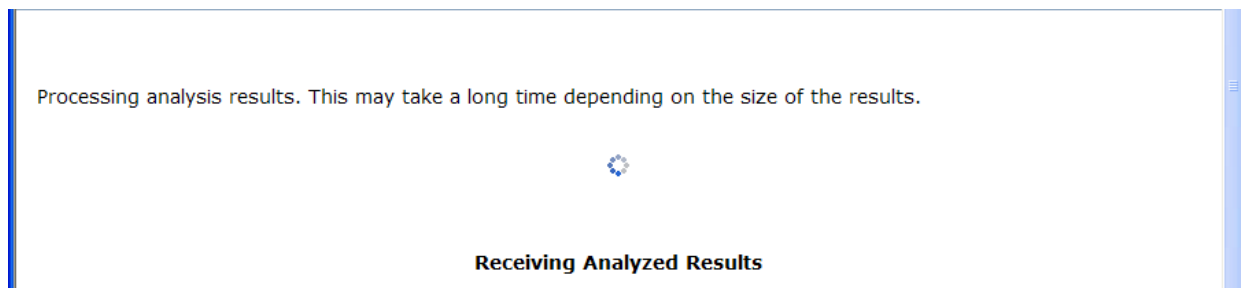 Processing analysis results. This may take a long time depending on the size of the results.
Receiving Analyzed Results